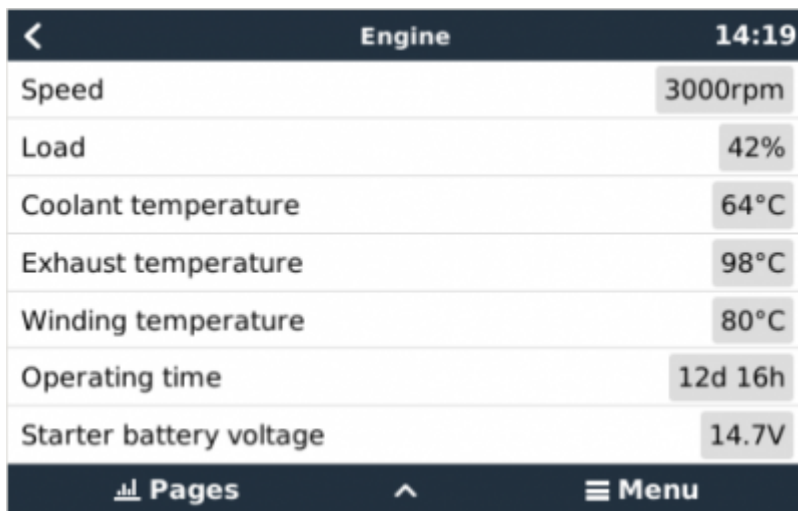 Engine 14:19
Speed 3000rpm
Load 42%
Coolant temperature 64°C
Exhaust temperature 98°C
Winding temperature 80°C
Operating time 12d 16h
Starter battery voltage 14.7V
Pages Menu